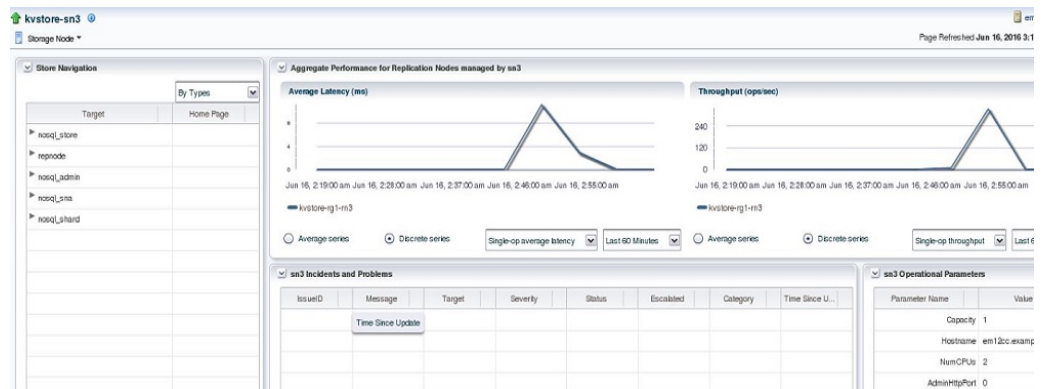 kvstore-sn3
em
Storage Node
Page Refreshed Jun 16, 2016 3:1
Store Navigation
By Types
Target Home Page
nosql_store
repnode
nosql_admin
nosql_sna
nosql_shard
Aggregate Performance for Replication Nodes managed by sn3
Average Latency (ms)
8
4
0
Jun 16, 2:19:00 am Jun 16, 2:28:00 am Jun 16, 2:37:00 am Jun 16, 2:46:00 am Jun 16, 2:55:00 am
kvstore-rg1-rn3
Average series Discrete series Single-op average latency Last 60 Minutes
Throughput (ops/sec)
240
120
0
Jun 16, 2:19:00 am Jun 16, 2:28:00 am Jun 16, 2:37:00 am Jun 16, 2:46:00 am Jun 16, 2:55:00 am
kvstore-rg1-rn3
Average series Discrete series Single-op throughput Last 6
sn3 Incidents and Problems
IssueID Message Target Severity Status Escalated Category Time Since U...
Time Since Update
sn3 Operational Parameters
Parameter Name Value
Capacity 1
Hostname em12cc.examp
NumCPUs 2
AdminHttpPort 0